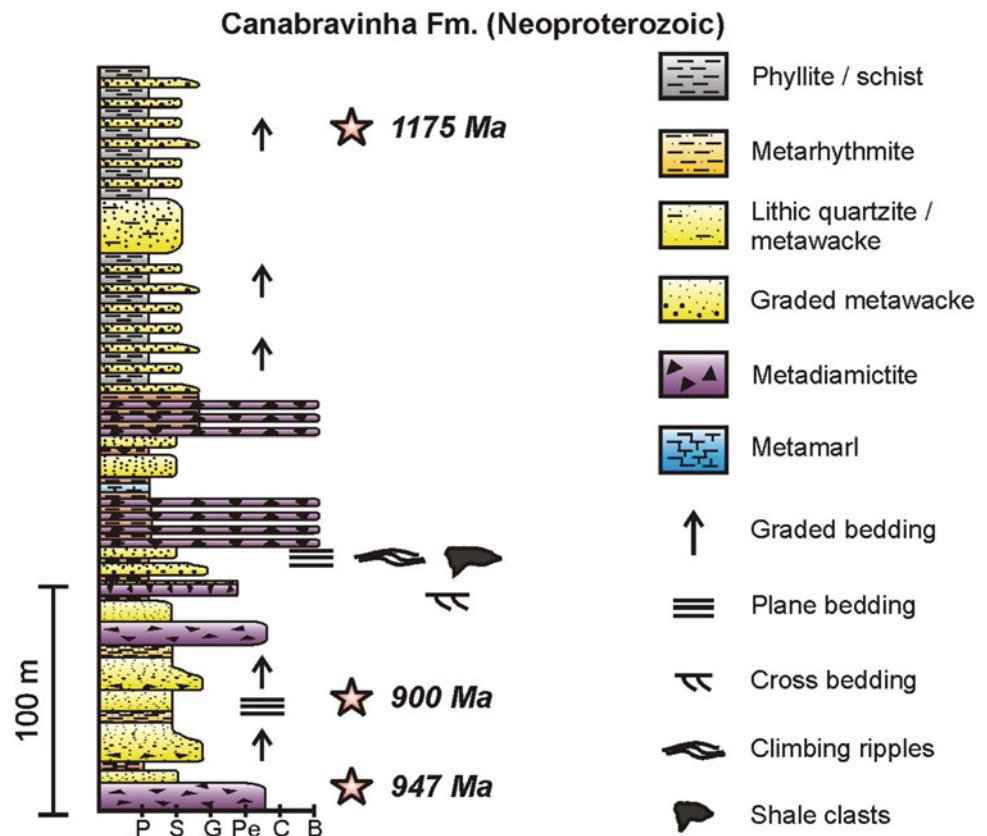 Canabravinha Fm. (Neoproterozoic)
1175 Ma
900 Ma
947 Ma
100 m
P S G Pe C B
Phyllite / schist
Metarhythmite
Lithic quartzite /
metawacke
Graded metawacke
Metadiamictite
Metamarl
Graded bedding
Plane bedding
Cross bedding
Climbing ripples
Shale clasts